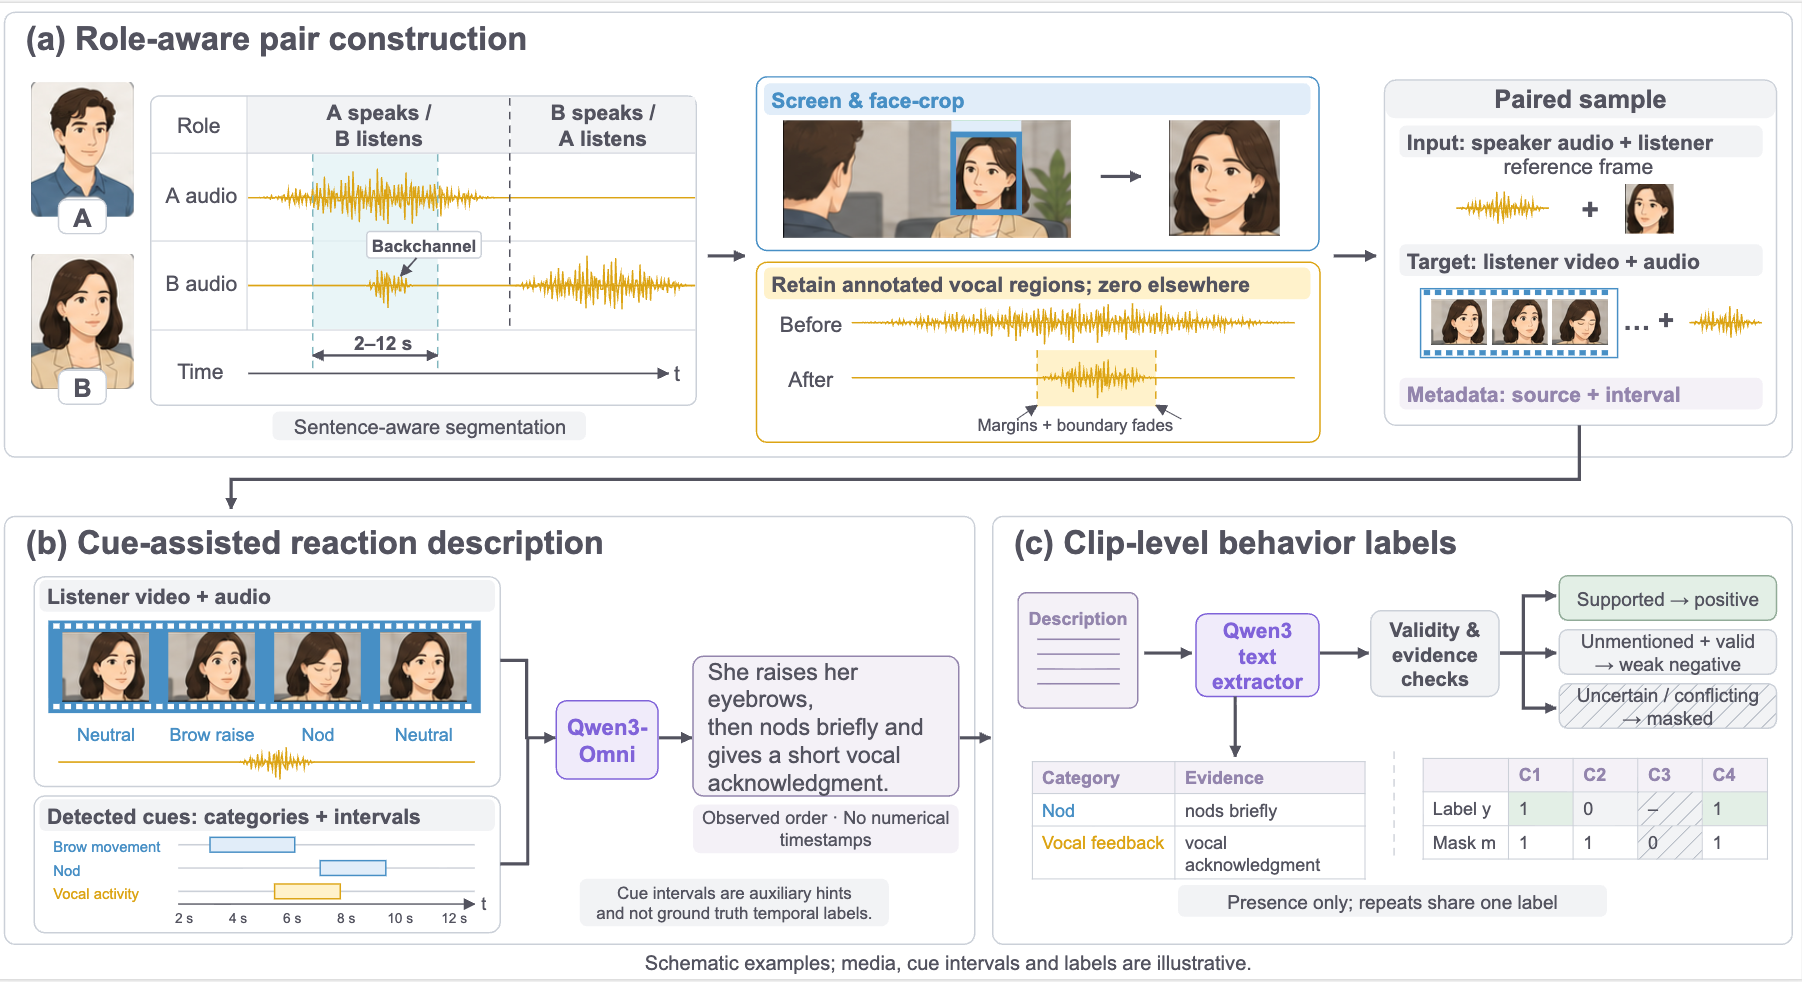 (a) Role-aware pair construction
A
B
Role
A speaks /
B listens
B speaks /
A listens
A audio
Backchannel
B audio
2–12 s
Time
t
Sentence-aware segmentation
Screen & face-crop
Retain annotated vocal regions; zero elsewhere
Before
After
Margins + boundary fades
Paired sample
Input: speaker audio + listener
reference frame
+
Target: listener video + audio
... +
Metadata: source + interval
(b) Cue-assisted reaction description
Listener video + audio
Neutral
Brow raise
Nod
Neutral
Detected cues: categories + intervals
Brow movement
Nod
Vocal activity
t
2 s
4 s
6 s
8 s
10 s
12 s
Qwen3-
Omni
She raises her
eyebrows,
then nods briefly and
gives a short vocal
acknowledgment.
Observed order · No numerical
timestamps
Cue intervals are auxiliary hints
and not ground truth temporal labels.
(c) Clip-level behavior labels
Description
Qwen3
text
extractor
Validity &
evidence
checks
Supported → positive
Unmentioned + valid
→ weak negative
Uncertain / conflicting
→ masked
Category Evidence
Nod nods briefly
Vocal feedback vocal
acknowledgment
C1 C2 C3 C4
Label y 1 0 – 1
Mask m 1 1 0 1
Presence only; repeats share one label
Schematic examples; media, cue intervals and labels are illustrative.